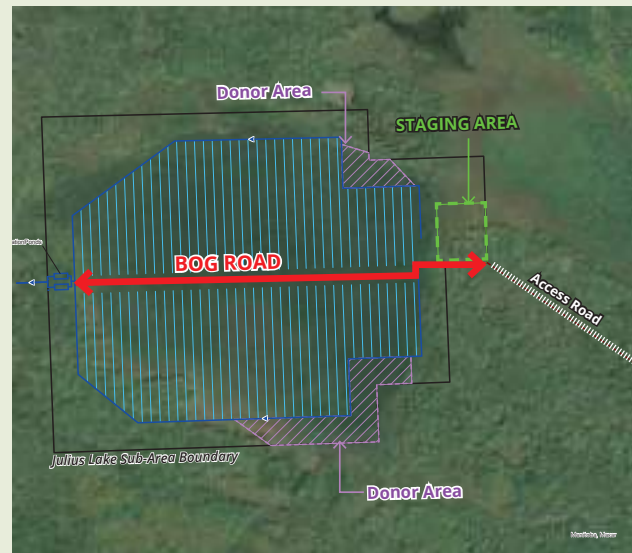 Donor Area
STAGING AREA
BOG ROAD
Access Road
Julius Lake Sub-Area Boundary
Donor Area